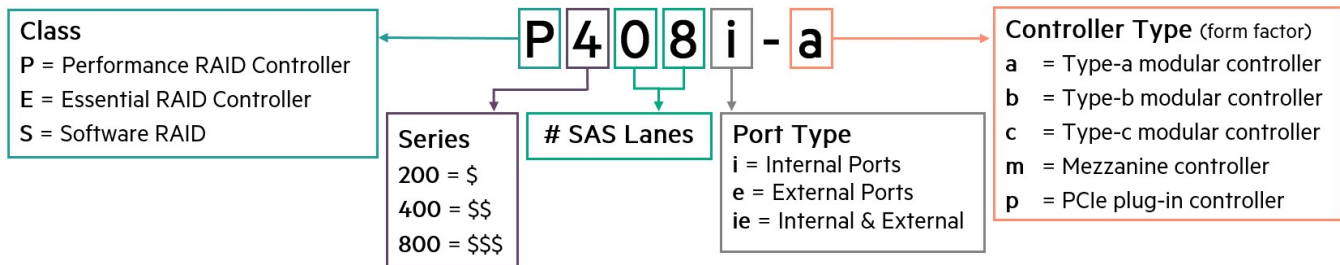 P408i-a
Class
P = Performance RAID Controller
E = Essential RAID Controller
S = Software RAID
Series
200 = $
400 = $$
800 = $$$
# SAS Lanes
Port Type
i = Internal Ports
e = External Ports
ie = Internal & External
Controller Type (form factor)
a = Type-a modular controller
b = Type-b modular controller
c = Type-c modular controller
m = Mezzanine controller
p = PCIe plug-in controller